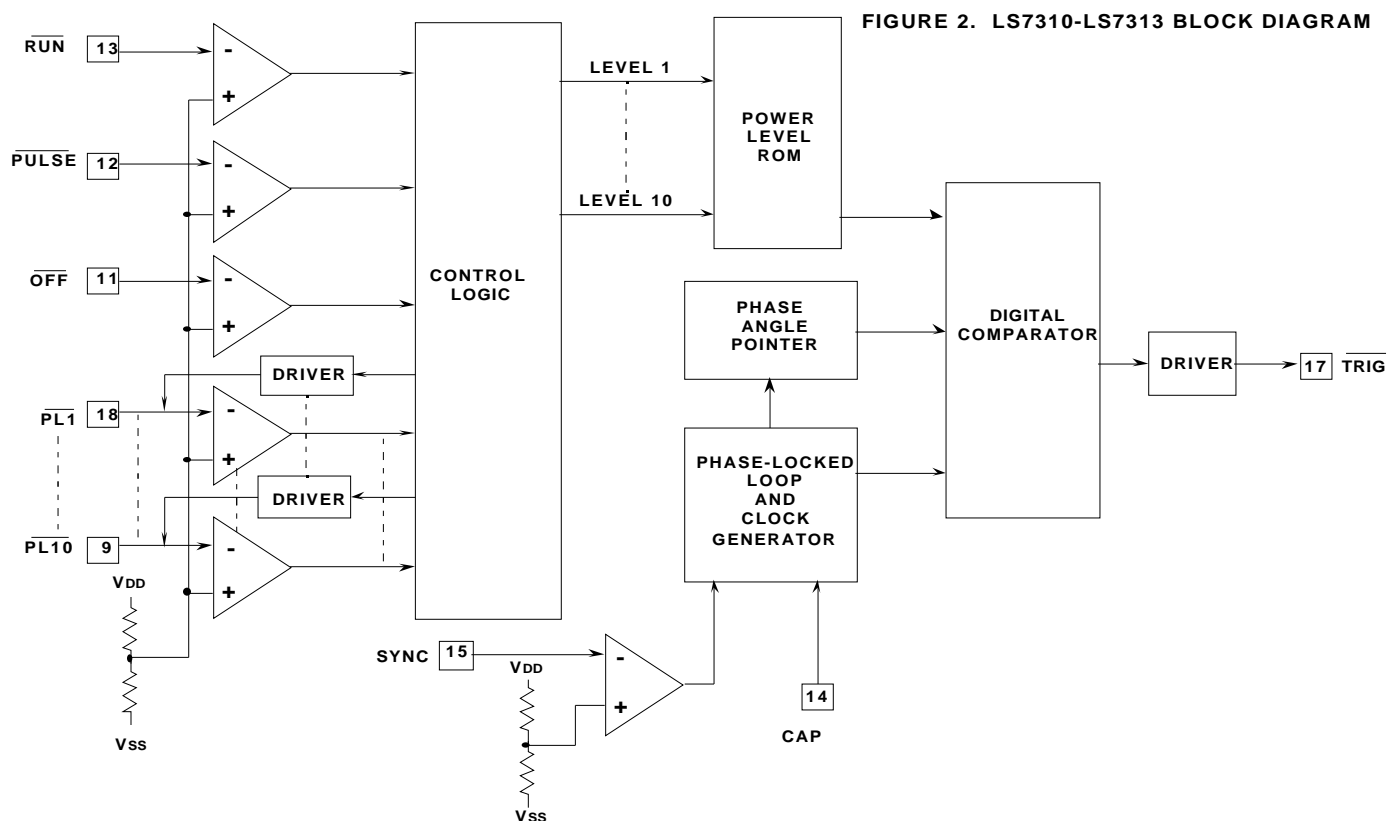 FIGURE 2. LS7310-LS7313 BLOCK DIAGRAM
RUN
13
-
+
PULSE
12
-
+
OFF
11
-
+
DRIVER
PL1
18
-
+
DRIVER
PL10
9
-
+
VDD
VSS
CONTROL
LOGIC
LEVEL 1
LEVEL 10
POWER
LEVEL
ROM
PHASE
ANGLE
POINTER
PHASE-LOCKED
LOOP
AND
CLOCK
GENERATOR
DIGITAL
COMPARATOR
DRIVER
17
TRIG
SYNC
15
-
+
VDD
VSS
14
CAP